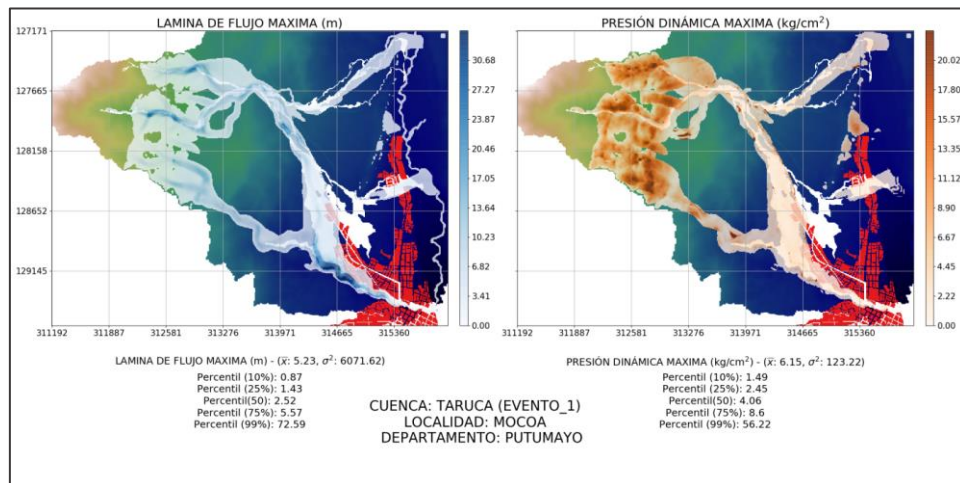 LAMINA DE FLUJO MAXIMA (m)
127171
127665
128158
128652
129145
311192 311887 312581 313276 313971 314665 315360
30.68
27.27
23.87
20.46
17.05
13.64
10.23
6.82
3.41
0.00
PRESIÓN DINÁMICA MAXIMA (kg/cm²)
311192 311887 312581 313276 313971 314665 315360
20.02
17.80
15.57
13.35
11.12
8.90
6.67
4.45
2.22
0.00
LAMINA DE FLUJO MAXIMA (m) - (x̄: 5.23, σ²: 6071.62)
Percentil (10%): 0.87
Percentil (25%): 1.43
Percentil(50): 2.52
Percentil (75%): 5.57
Percentil (99%): 72.59
PRESIÓN DINÁMICA MAXIMA (kg/cm²) - (x̄: 6.15, σ²: 123.22)
Percentil (10%): 1.49
Percentil (25%): 2.45
Percentil(50): 4.06
Percentil (75%): 8.6
Percentil (99%): 56.22
CUENCA: TARUCA (EVENTO_1)
LOCALIDAD: MOCOA
DEPARTAMENTO: PUTUMAYO